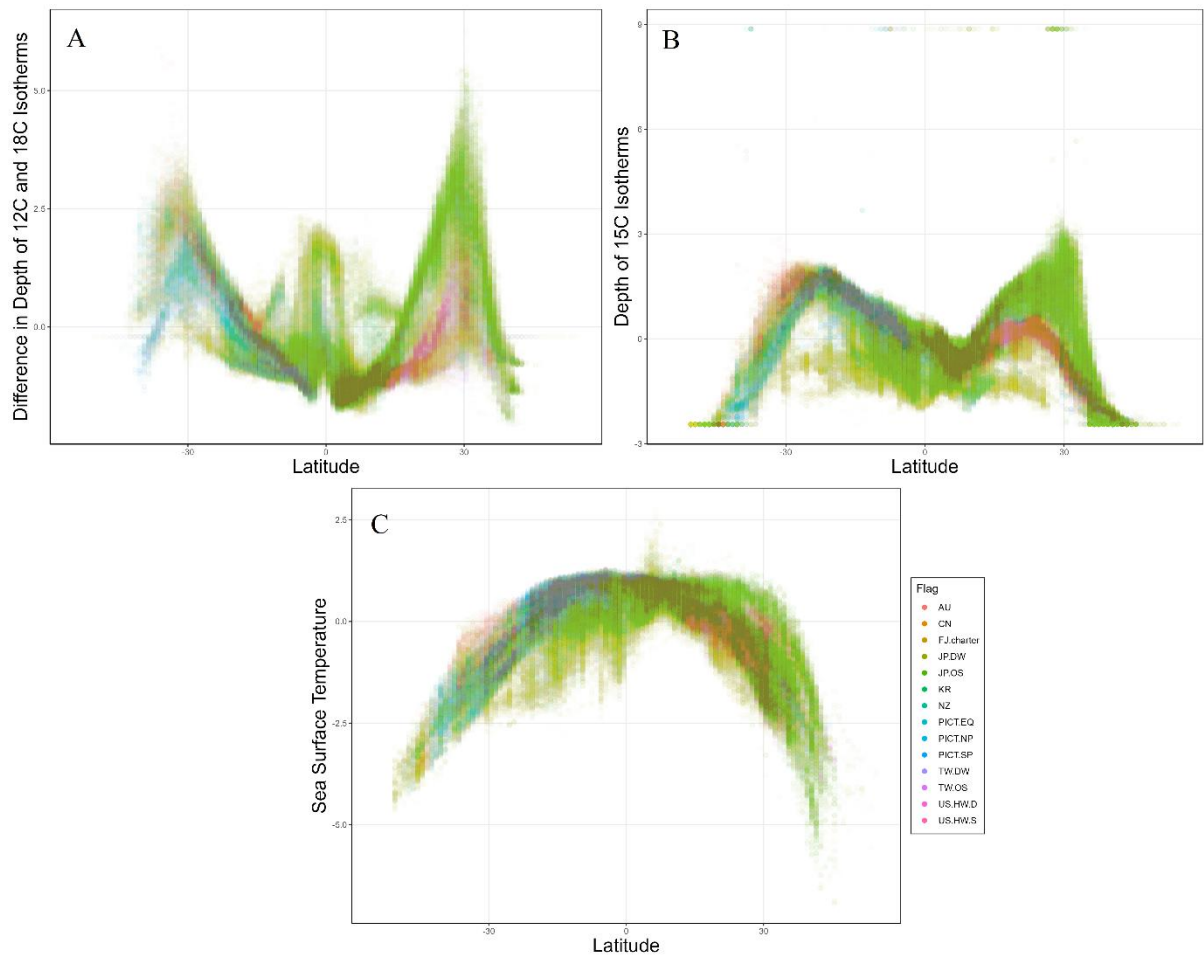 A
Difference in Depth of 12C and 18C Isotherms
5.0
2.5
0.0
-30
0
30
Latitude
B
Depth of 15C Isotherms
9
6
3
0
-3
-30
0
30
Latitude
C
Sea Surface Temperature
2.5
0.0
-2.5
-5.0
-30
0
30
Latitude
Flag
AU
CN
FJ.charter
JP.DW
JP.OS
KR
NZ
PICT.EQ
PICT.NP
PICT.SP
TW.DW
TW.OS
US.HW.D
US.HW.S